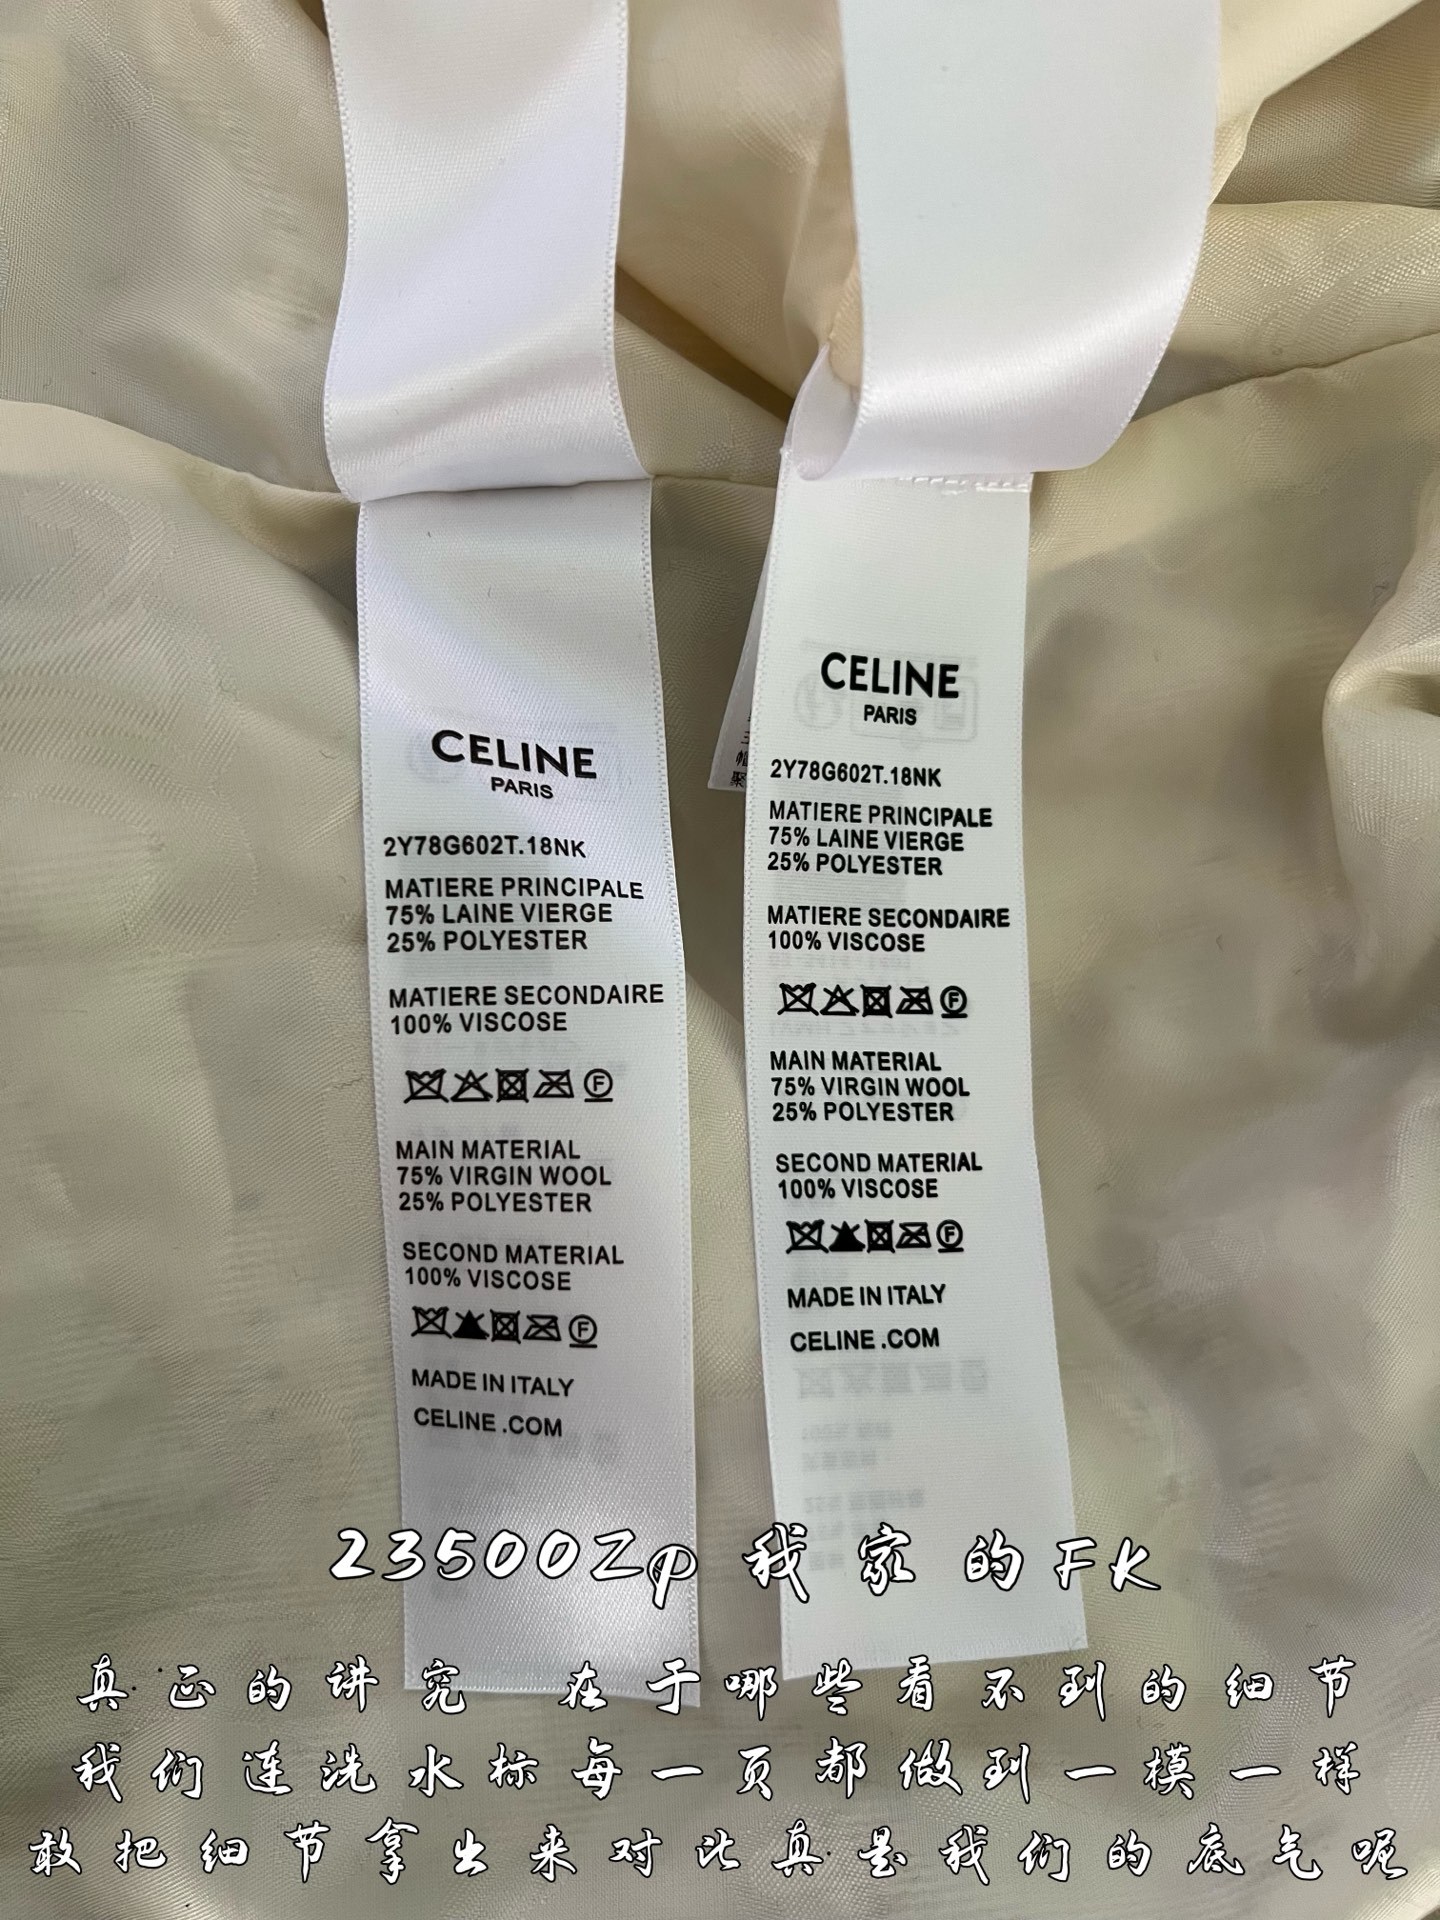 CELINE
PARIS
2Y78G602T.18NK
MATIERE PRINCIPALE
75% LAINE VIERGE
25% POLYESTER
MATIERE SECONDAIRE
100% VISCOSE
F
MAIN MATERIAL
75% VIRGIN WOOL
25% POLYESTER
SECOND MATERIAL
100% VISCOSE
F
MADE IN ITALY
CELINE .COM
CELINE
PARIS
2Y78G602T.18NK
MATIERE PRINCIPALE
75% LAINE VIERGE
25% POLYESTER
MATIERE SECONDAIRE
100% VISCOSE
F
MAIN MATERIAL
75% VIRGIN WOOL
25% POLYESTER
SECOND MATERIAL
100% VISCOSE
F
MADE IN ITALY
CELINE .COM
23500Zp 我家的FK
真正的讲究 在于哪些看不到的细节
我们连洗水标每一页都做到一模一样
敢把细节拿出来对比真是我们的底气呢